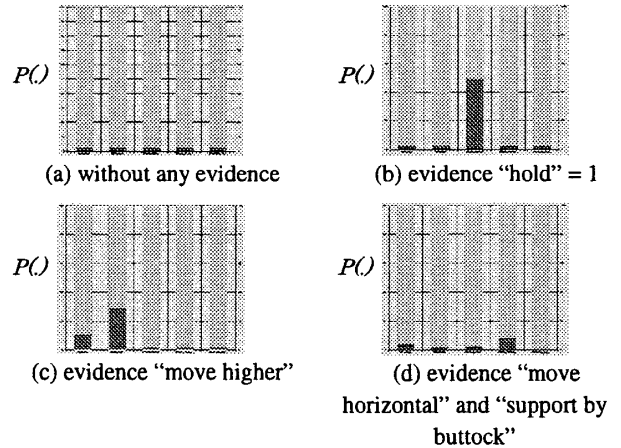 P(.)
(a) without any evidence
P(.)
(b) evidence “hold” = 1
P(.)
(c) evidence “move higher”
P(.)
(d) evidence “move
horizontal” and “support by
buttock”